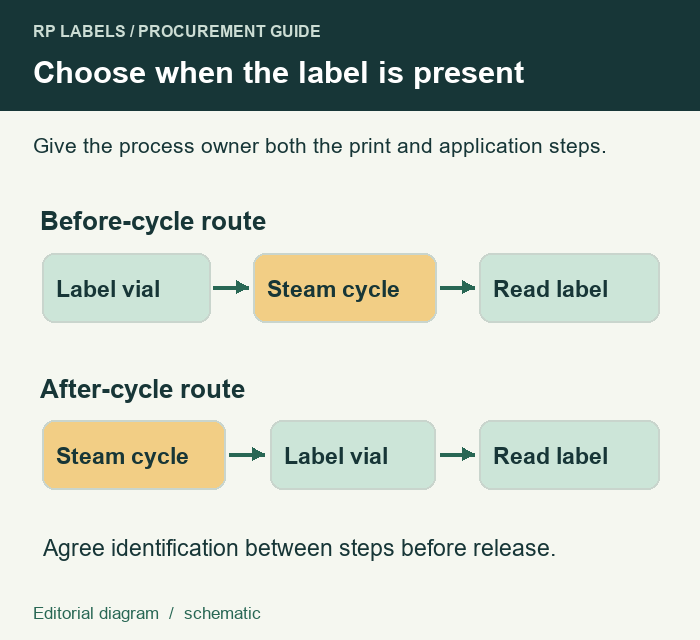 RP LABELS / PROCUREMENT GUIDE
Choose when the label is present
Give the process owner both the print and application steps.
Before-cycle route
Label vial
Steam cycle
Read label
After-cycle route
Steam cycle
Label vial
Read label
Agree identification between steps before release.
Editorial diagram / schematic